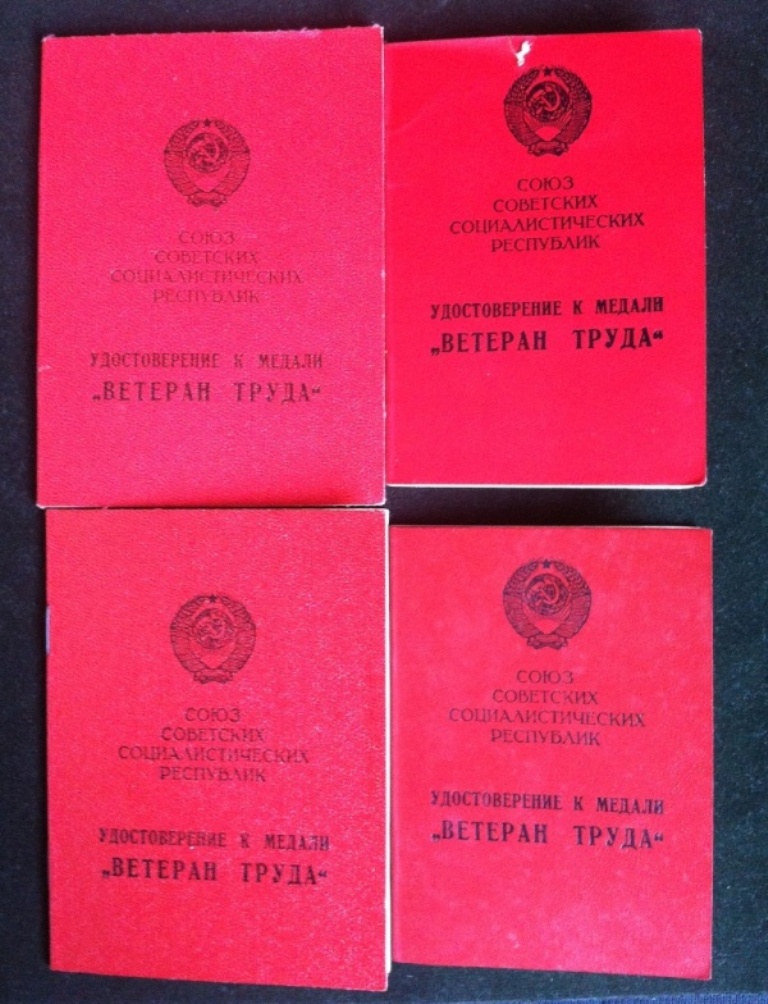 СОЮЗ
СОВЕТСКИХ
СОЦИАЛИСТИЧЕСКИХ
РЕСПУБЛИК
УДОСТОВЕРЕНИЕ К МЕДАЛИ
„ВЕТЕРАН ТРУДА“
СОЮЗ
СОВЕТСКИХ
СОЦИАЛИСТИЧЕСКИХ
РЕСПУБЛИК
УДОСТОВЕРЕНИЕ К МЕДАЛИ
„ВЕТЕРАН ТРУДА“
СОЮЗ
СОВЕТСКИХ
СОЦИАЛИСТИЧЕСКИХ
РЕСПУБЛИК
УДОСТОВЕРЕНИЕ К МЕДАЛИ
„ВЕТЕРАН ТРУДА“
СОЮЗ
СОВЕТСКИХ
СОЦИАЛИСТИЧЕСКИХ
РЕСПУБЛИК
УДОСТОВЕРЕНИЕ К МЕДАЛИ
„ВЕТЕРАН ТРУДА“